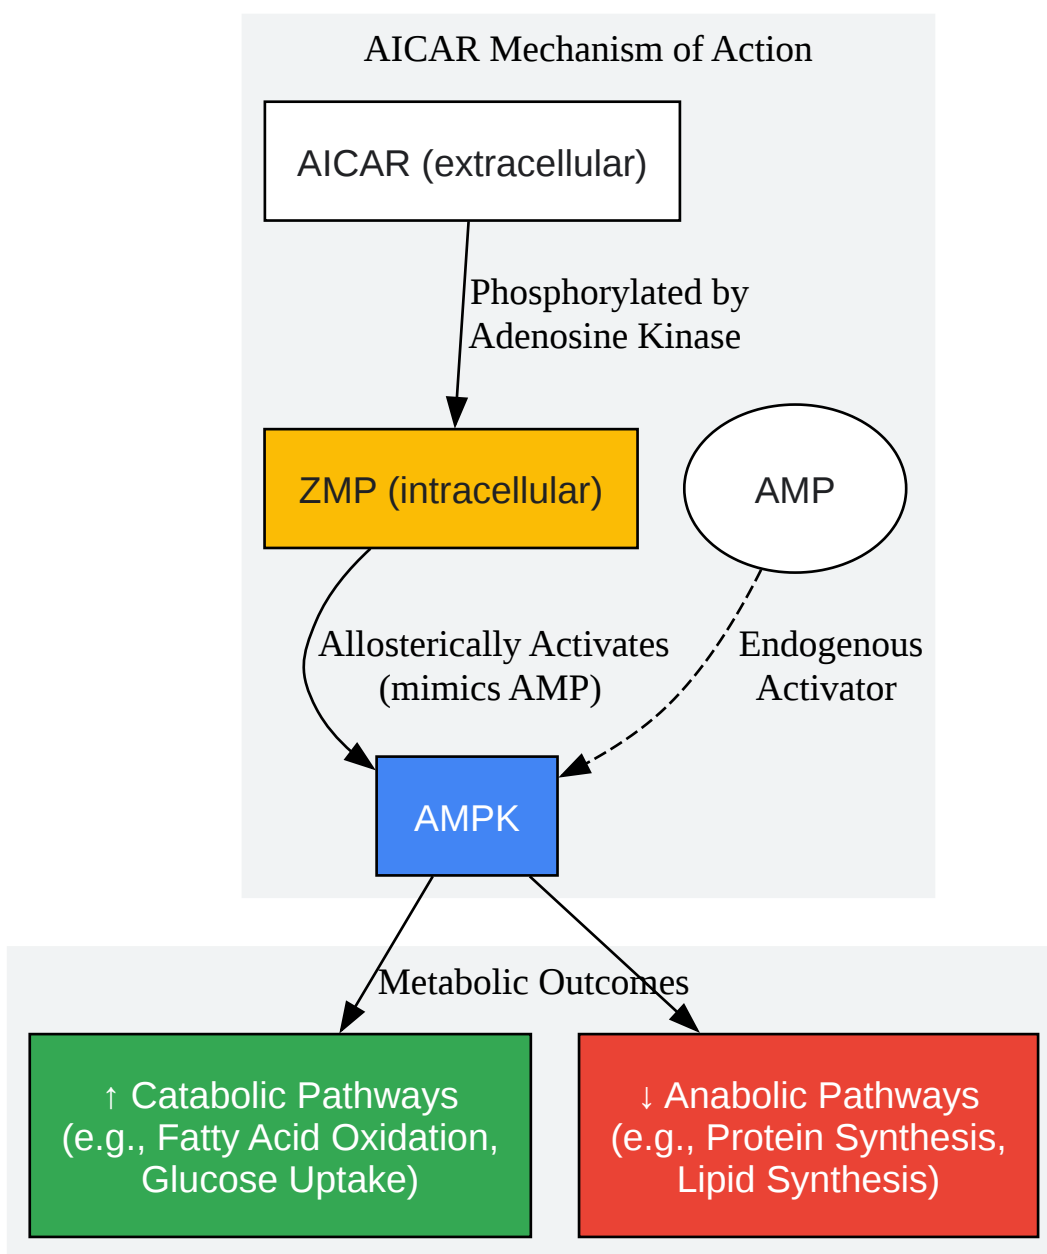 AICAR Mechanism of Action
AICAR (extracellular)
Phosphorylated by
Adenosine Kinase
ZMP (intracellular)
AMP
Allosterically Activates
(mimics AMP)
Endogenous
Activator
AMPK
Metabolic Outcomes
↑ Catabolic Pathways
(e.g., Fatty Acid Oxidation,
Glucose Uptake)
↓ Anabolic Pathways
(e.g., Protein Synthesis,
Lipid Synthesis)